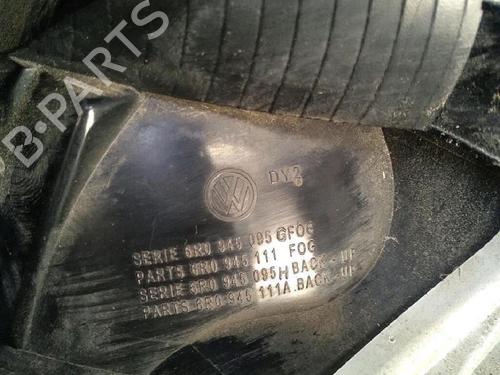 B-PARTS
DY2
SERIE 6R0 945 095 G FOG
PARTS 6R0 945 111 FOG
SERIE 6R0 945 095 H BACK - UP
PARTS 6R0 945 111A. BACK - UP